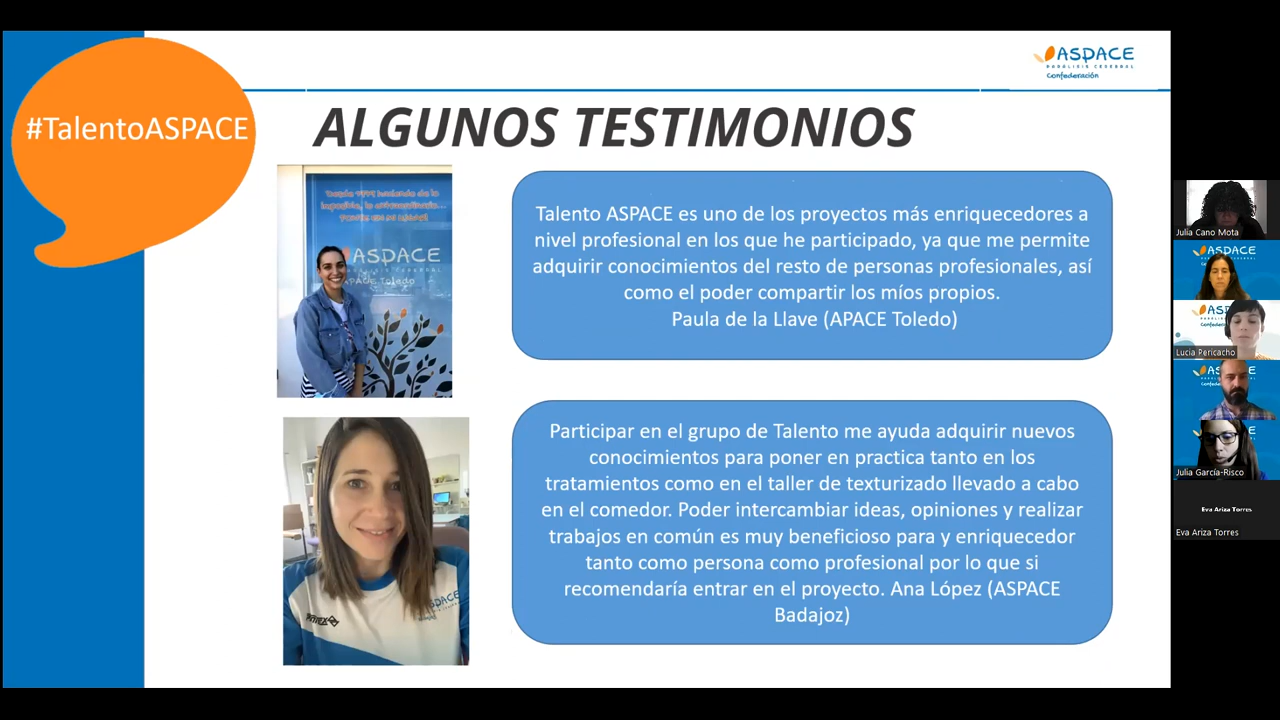 #TalentoASPACE
ASPACE
PARÁLISIS CEREBRAL
Confederación
ALGUNOS TESTIMONIOS
ASPACE
Toledo
Talento ASPACE es uno de los proyectos más enriquecedores a
nivel profesional en los que he participado, ya que me permite
adquirir conocimientos del resto de personas profesionales, así
como el poder compartir los míos propios.
Paula de la Llave (APACE Toledo)
ASPACE
Participar en el grupo de Talento me ayuda adquirir nuevos
conocimientos para poner en practica tanto en los
tratamientos como en el taller de texturizado llevado a cabo
en el comedor. Poder intercambiar ideas, opiniones y realizar
trabajos en común es muy beneficioso para y enriquecedor
tanto como persona como profesional por lo que si
recomendaría entrar en el proyecto. Ana López (ASPACE
Badajoz)
Julia Cano Mota
ASPACE
Lucía Pericacho
Julia García-Risco
Eva Ariza Torres
Eva Ariza Torres